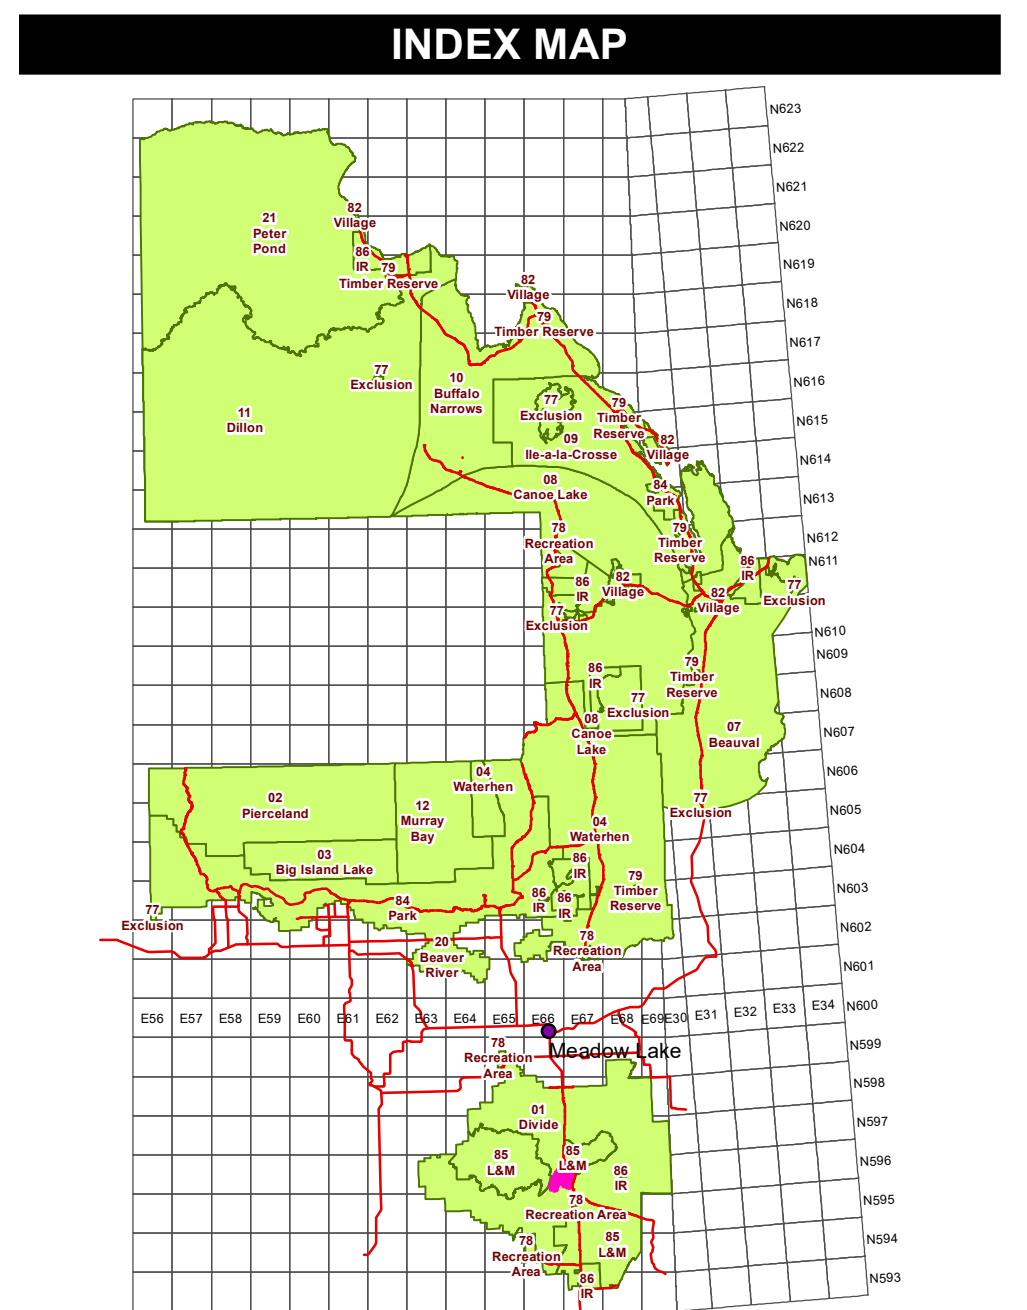 INDEX MAP
N623
N622
N621
N620
N619
N618
N617
N616
N615
N614
N613
N612
N611
N610
N609
N608
N607
N606
N605
N604
N603
N602
N601
N600
N599
N598
N597
N596
N595
N594
N593
82
Village
21
Peter
Pond
86
IR
79
Timber Reserve
82
Village
79
Timber Reserve
77
Exclusion
10
Buffalo
Narrows
11
Dillon
77
Exclusion
79
Timber
Reserve
09
Ile-a-la-Crosse
82
Village
08
Canoe Lake
84
Park
78
Recreation
Area
79
Timber
Reserve
86
IR
82
Village
86
IR
77
Exclusion
82
Village
77
Exclusion
86
IR
79
Timber
Reserve
77
Exclusion
08
Canoe
Lake
07
Beauval
04
Waterhen
02
Pierceland
12
Murray
Bay
77
Exclusion
04
Waterhen
03
Big Island Lake
86
IR
79
Timber
Reserve
86
IR
86
IR
84
Park
77
Exclusion
20
Beaver
River
78
Recreation
Area
E56 E57 E58 E59 E60 E61 E62 E63 E64 E65 E66 E67 E68 E69 E30 E31 E32 E33 E34
Meadow Lake
78
Recreation
Area
01
Divide
85
L&M
85
L&M
86
IR
78
Recreation Area
78
Recreation
Area
85
L&M
86
IR